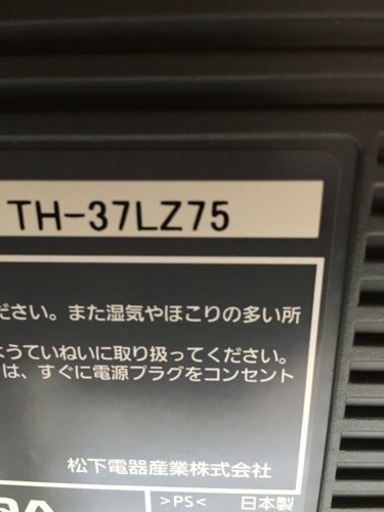 TH-37LZ75
ださい。また湿気やほこりの多い所
ようていねいに取り扱ってください。
は、すぐに電源プラグをコンセント
松下電器産業株式会社
>PS< 日本製